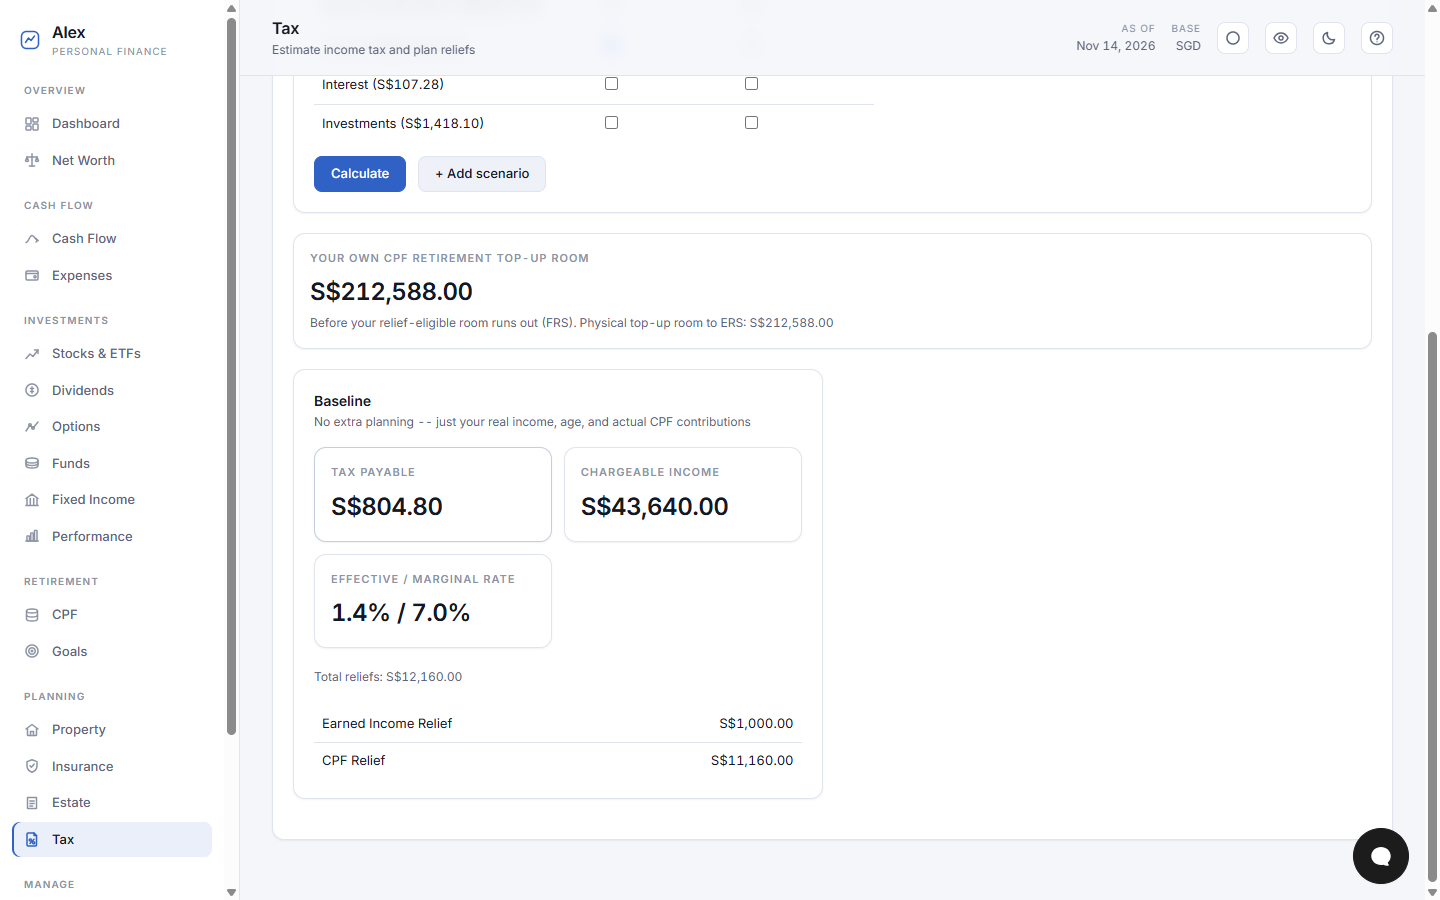 Alex
PERSONAL FINANCE
OVERVIEW
Dashboard
Net Worth
CASH FLOW
Cash Flow
Expenses
INVESTMENTS
Stocks & ETFs
Dividends
Options
Funds
Fixed Income
Performance
RETIREMENT
CPF
Goals
PLANNING
Property
Insurance
Estate
Tax
MANAGE
Tax
Estimate income tax and plan reliefs
AS OF
Nov 14, 2026
BASE
SGD
Interest (S$107.28)
Investments (S$1,418.10)
Calculate
+ Add scenario
YOUR OWN CPF RETIREMENT TOP-UP ROOM
S$212,588.00
Before your relief-eligible room runs out (FRS). Physical top-up room to ERS: S$212,588.00
Baseline
No extra planning -- just your real income, age, and actual CPF contributions
TAX PAYABLE
S$804.80
CHARGEABLE INCOME
S$43,640.00
EFFECTIVE / MARGINAL RATE
1.4% / 7.0%
Total reliefs: S$12,160.00
Earned Income Relief S$1,000.00
CPF Relief S$11,160.00